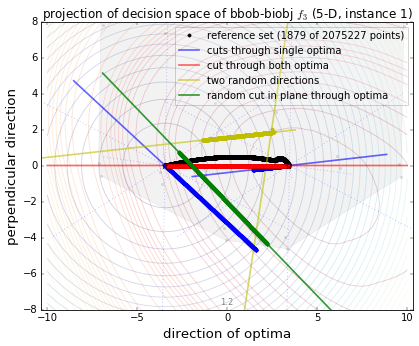 projection of decision space of bbob-biobj f₃ (5-D, instance 1)
reference set (1879 of 2075227 points)
cuts through single optima
cut through both optima
two random directions
random cut in plane through optima
perpendicular direction
8
6
4
2
0
−2
−4
−6
−8
1.2
−10 −5 0 5 10
direction of optima